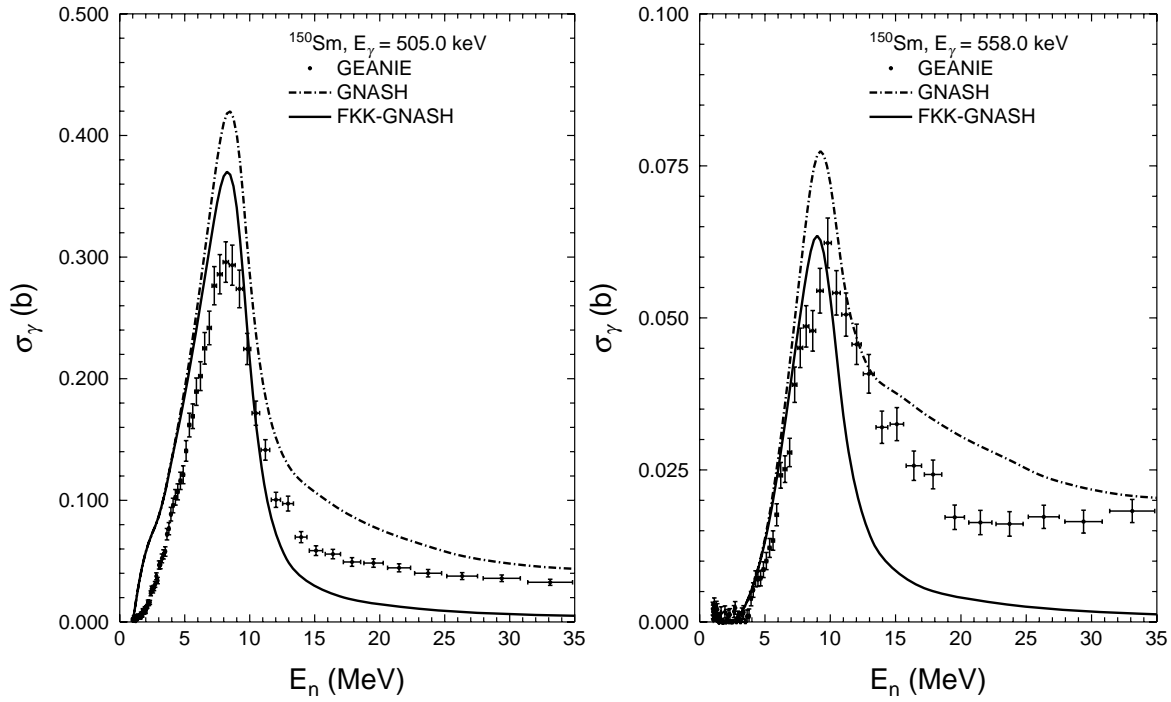 0.500
0.400
0.300
0.200
0.100
0.000
σγ (b)
0 5 10 15 20 25 30 35
En (MeV)
150Sm, Eγ = 505.0 keV
GEANIE
GNASH
FKK-GNASH
0.100
0.075
0.050
0.025
0.000
σγ (b)
0 5 10 15 20 25 30 35
En (MeV)
150Sm, Eγ = 558.0 keV
GEANIE
GNASH
FKK-GNASH